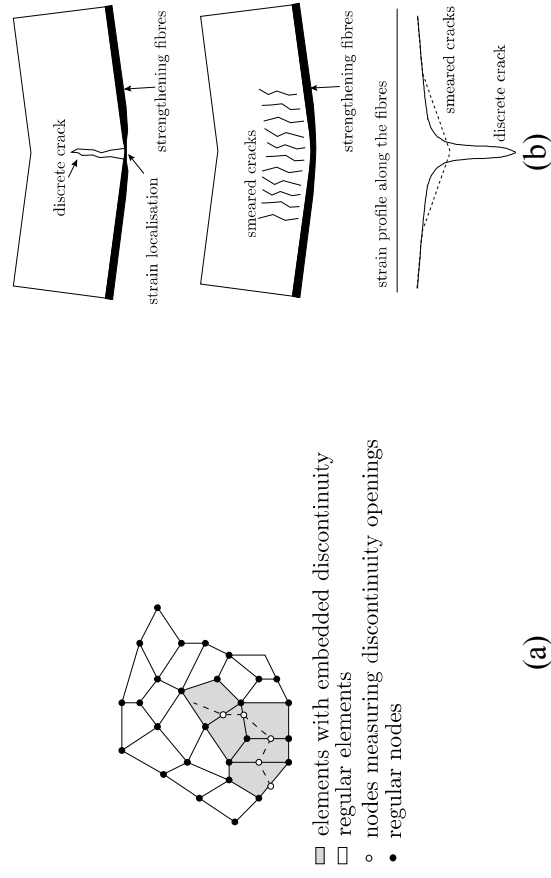 elements with embedded discontinuity
regular elements
nodes measuring discontinuity openings
regular nodes
(a)
discrete crack
strengthening fibres
strain localisation
smeared cracks
strengthening fibres
strain profile along the fibres
smeared cracks
discrete crack
(b)